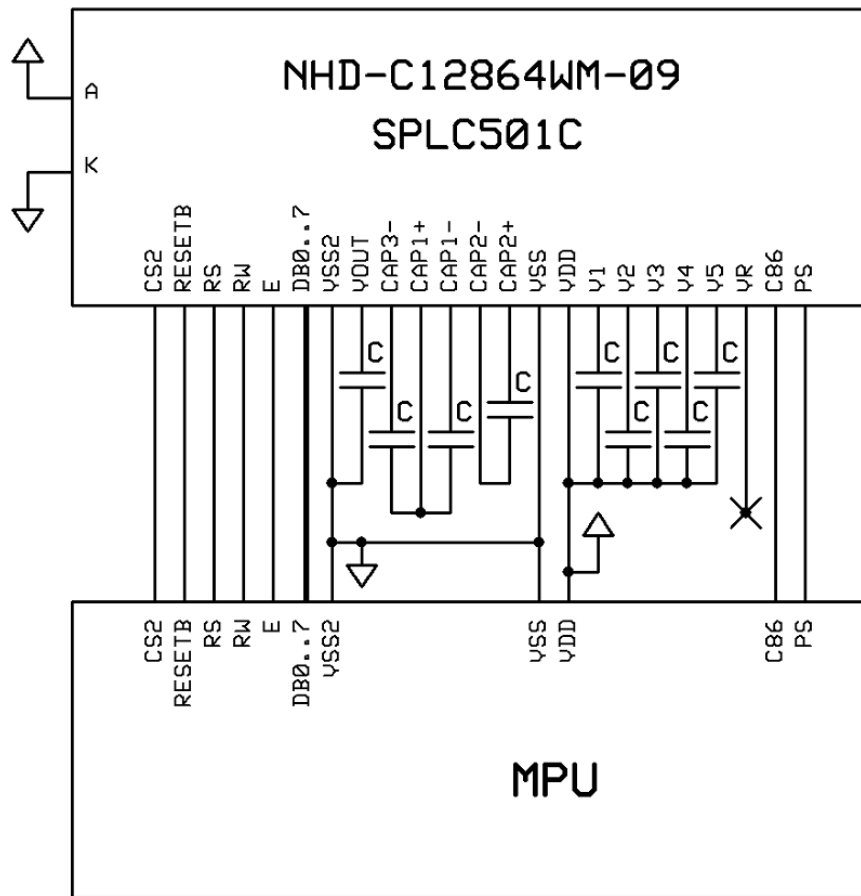 NHD-C12864WM-09
SPLC501C
A
K
CS2
RESETB
RS
RW
E
DB0..7
VSS2
VOUT
CAP3-
CAP1+
CAP1-
CAP2-
CAP2+
VSS
VDD
V1
V2
V3
V4
V5
VR
C86
PS
C
C
C
C
C
C
C
C
C
CS2
RESETB
RS
RW
E
DB0..7
VSS2
VSS
VDD
C86
PS
MPU